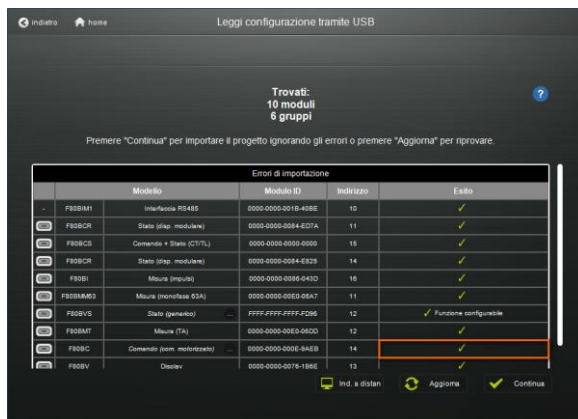 indietro home Leggi configurazione tramite USB
Trovati:
10 moduli
6 gruppi
?
Premere "Continua" per importare il progetto ignorando gli errori o premere "Aggiorna" per riprovare.
Errori di importazione
Modello Modulo ID Indirizzo Esito
- F80BIM1 Interfaccia RS485 0000-0000-001B-40BE 10
F80BCR Stato (disp. modulare) 0000-0000-0084-ED7A 11
F80BCS Comando + Stato (CT/TL) 0000-0000-0000-0000 15
F80BCR Stato (disp. modulare) 0000-0000-0084-E825 14
F80BI Misura (impulsi) 0000-0000-0086-043D 16
F80BMM63 Misura (monofase 63A) 0000-0000-00E0-06A7 11
F80BVS Stato (generico) ... FFFF-FFFF-FFFF-FD96 12 Funzione configurabile
F80BMT Misura (TA) 0000-0000-00E0-06DD 12
F80BC Comando (com. motorizzato) ... 0000-0000-000E-9AEB 14
F80BV Display 0000-0000-0076-1B6E 13
Ind. a distan Aggiorna Continua